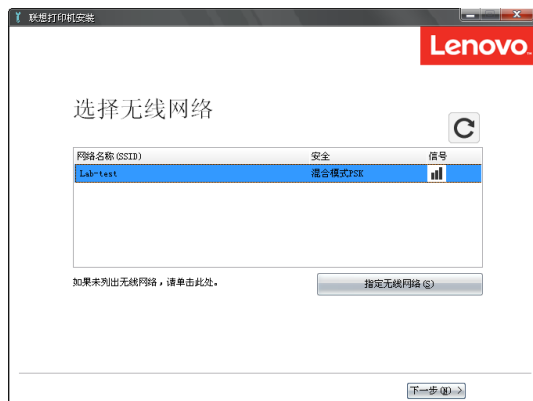 联想打印机安装
Lenovo
选择无线网络
网络名称(SSID) 安全 信号
Lab-test 混合模式PSK
如果未列出无线网络，请单击此处。 指定无线网络(S)
下一步(N) >